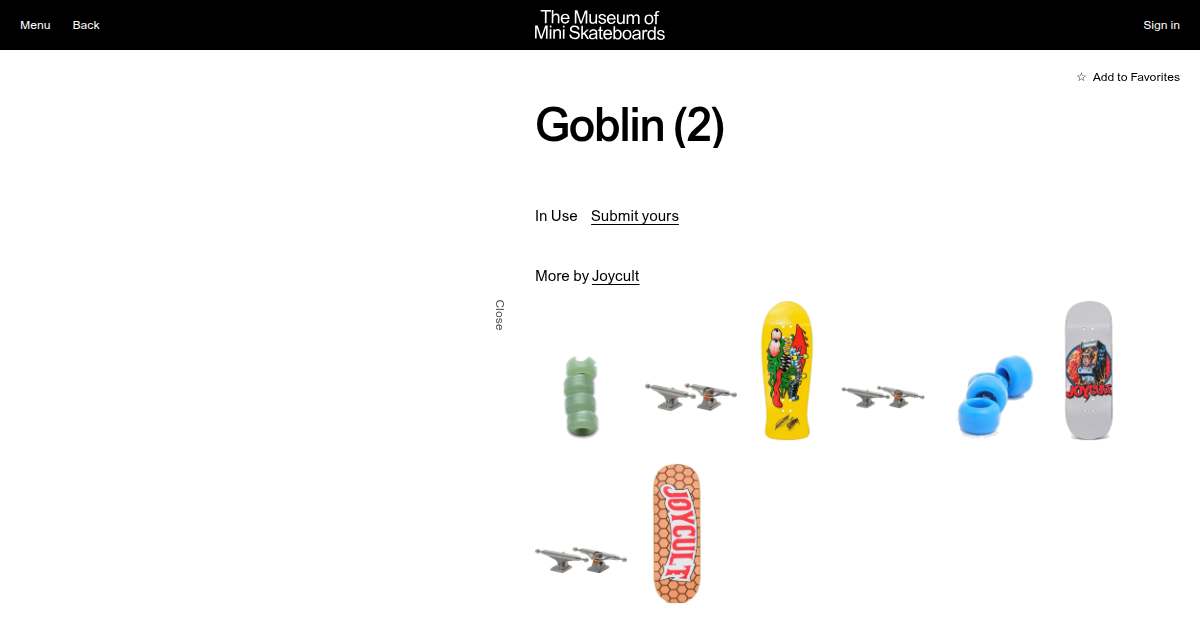 Menu
Back
The Museum of
Mini Skateboards
Sign in
☆ Add to Favorites
Goblin (2)
In Use Submit yours
More by Joycult
Close
JOYCULT
JOYCULT